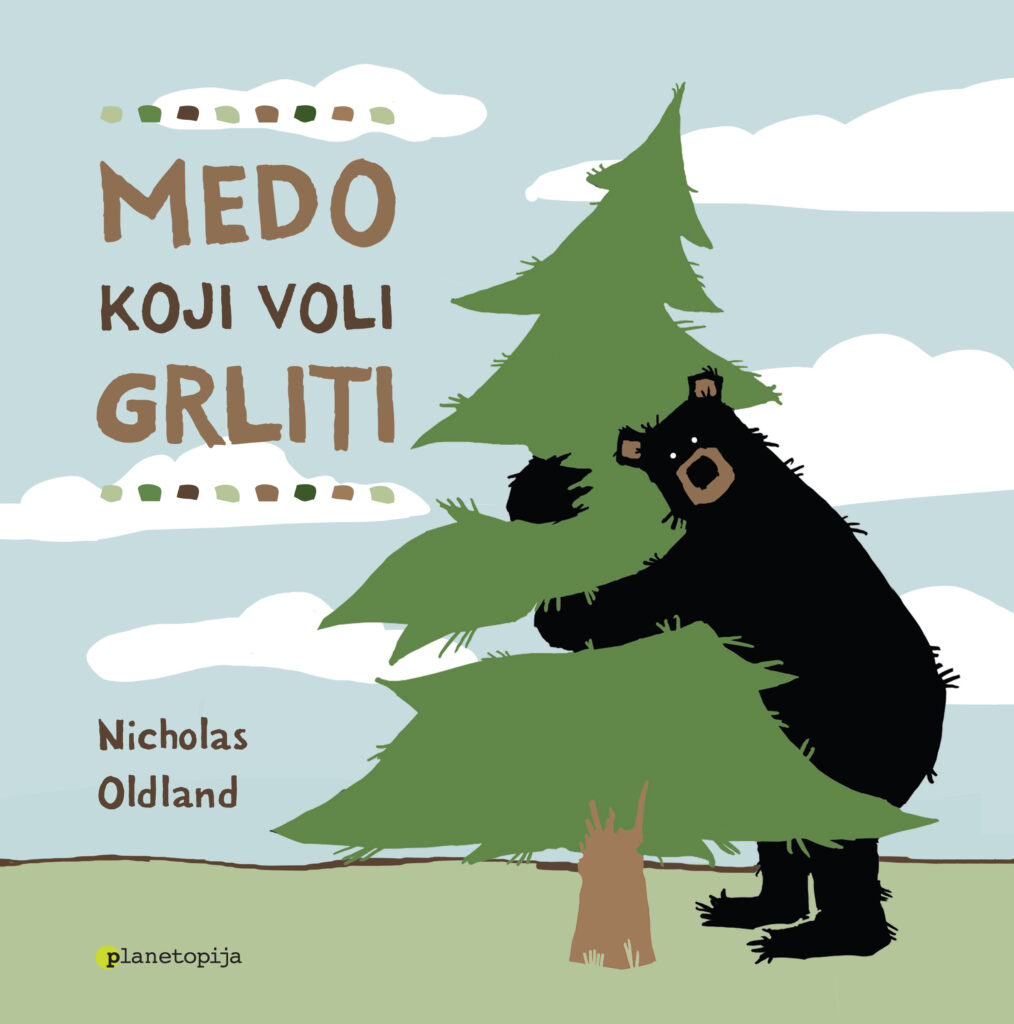 MEDO
KOJI VOLI
GRLITI
Nicholas
Oldland
planetopija